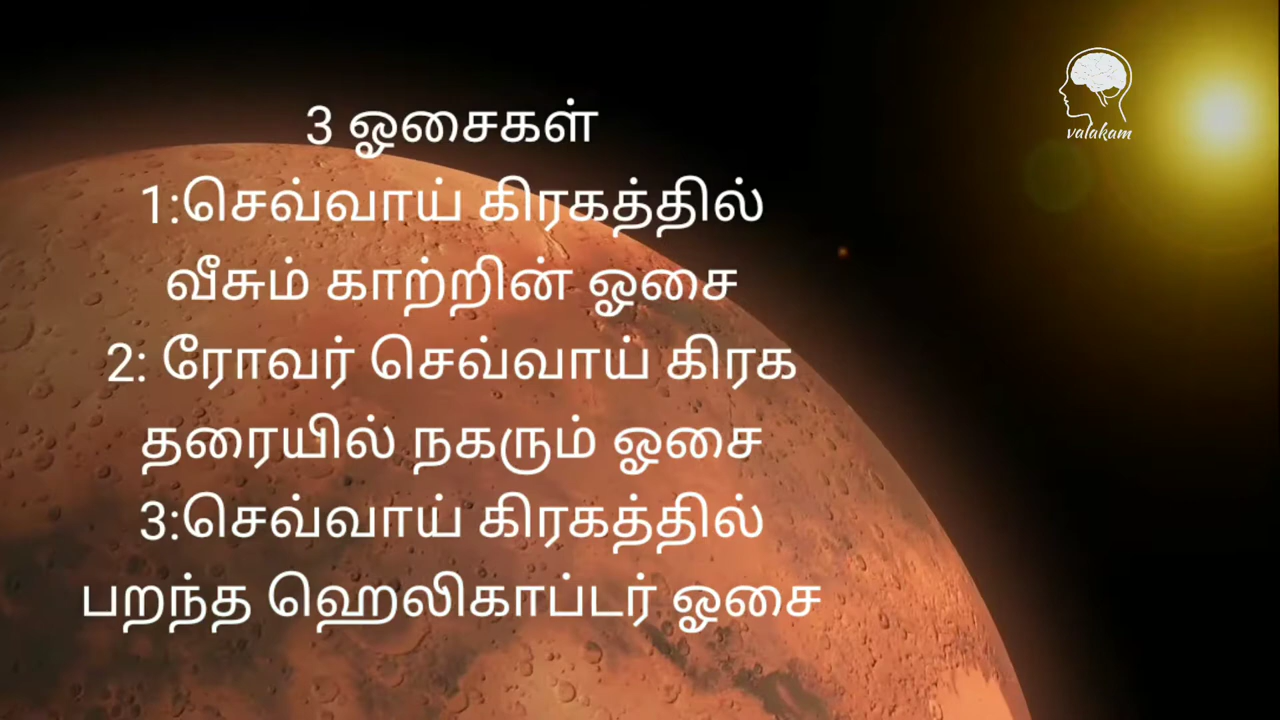 3 ஓசைகள்
1:செவ்வாய் கிரகத்தில்
வீசும் காற்றின் ஓசை
2: ரோவர் செவ்வாய் கிரக
தரையில் நகரும் ஓசை
3:செவ்வாய் கிரகத்தில்
பறந்த ஹெலிகாப்டர் ஓசை
valakam